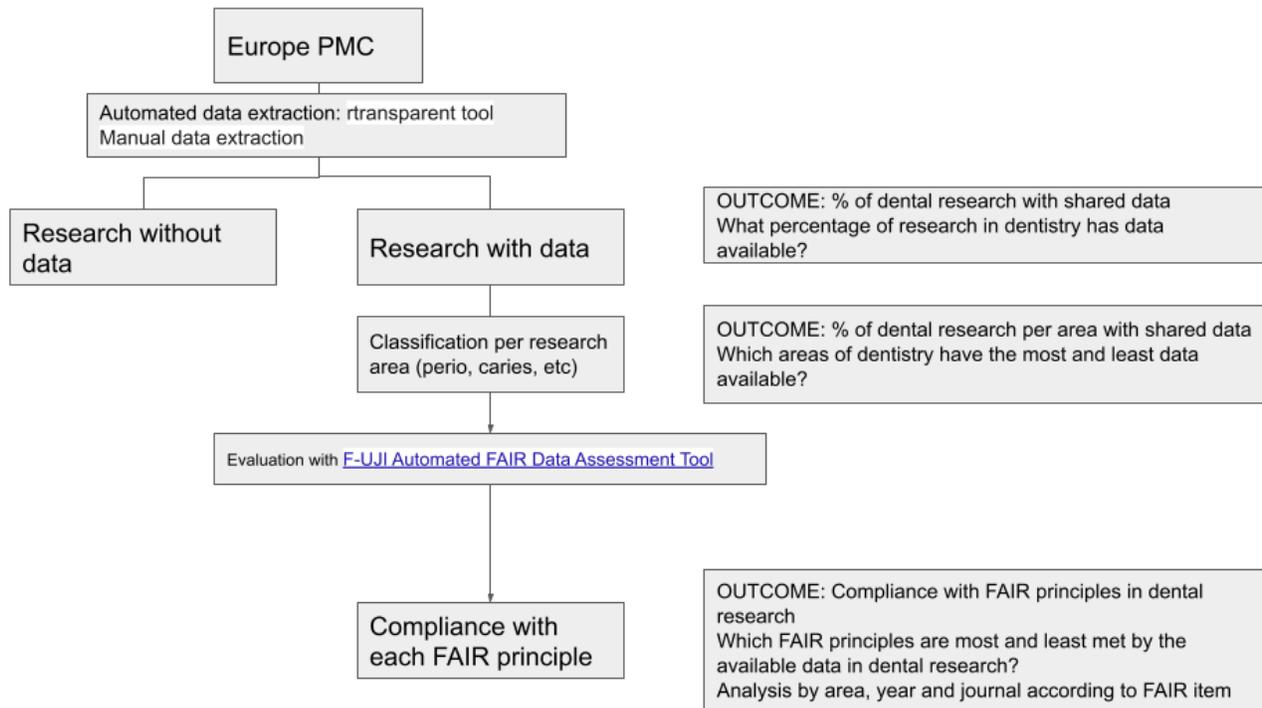 Europe PMC
Automated data extraction: rtransparent tool
Manual data extraction
Research without
data
Research with data
OUTCOME: % of dental research with shared data
What percentage of research in dentistry has data
available?
Classification per research
area (perio, caries, etc)
OUTCOME: % of dental research per area with shared data
Which areas of dentistry have the most and least data
available?
Evaluation with F-UJI Automated FAIR Data Assessment Tool
Compliance with
each FAIR principle
OUTCOME: Compliance with FAIR principles in dental
research
Which FAIR principles are most and least met by the
available data in dental research?
Analysis by area, year and journal according to FAIR item